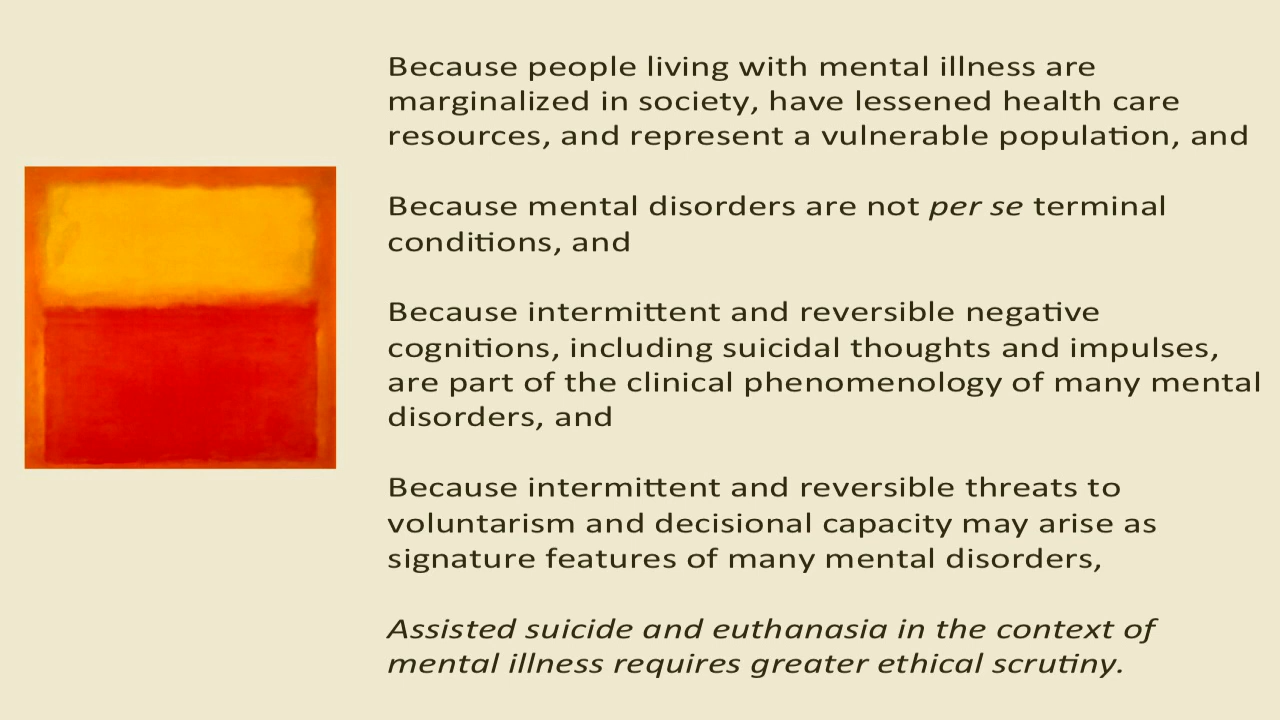 Because people living with mental illness are
marginalized in society, have lessened health care
resources, and represent a vulnerable population, and
Because mental disorders are not per se terminal
conditions, and
Because intermittent and reversible negative
cognitions, including suicidal thoughts and impulses,
are part of the clinical phenomenology of many mental
disorders, and
Because intermittent and reversible threats to
voluntarism and decisional capacity may arise as
signature features of many mental disorders,
Assisted suicide and euthanasia in the context of
mental illness requires greater ethical scrutiny.